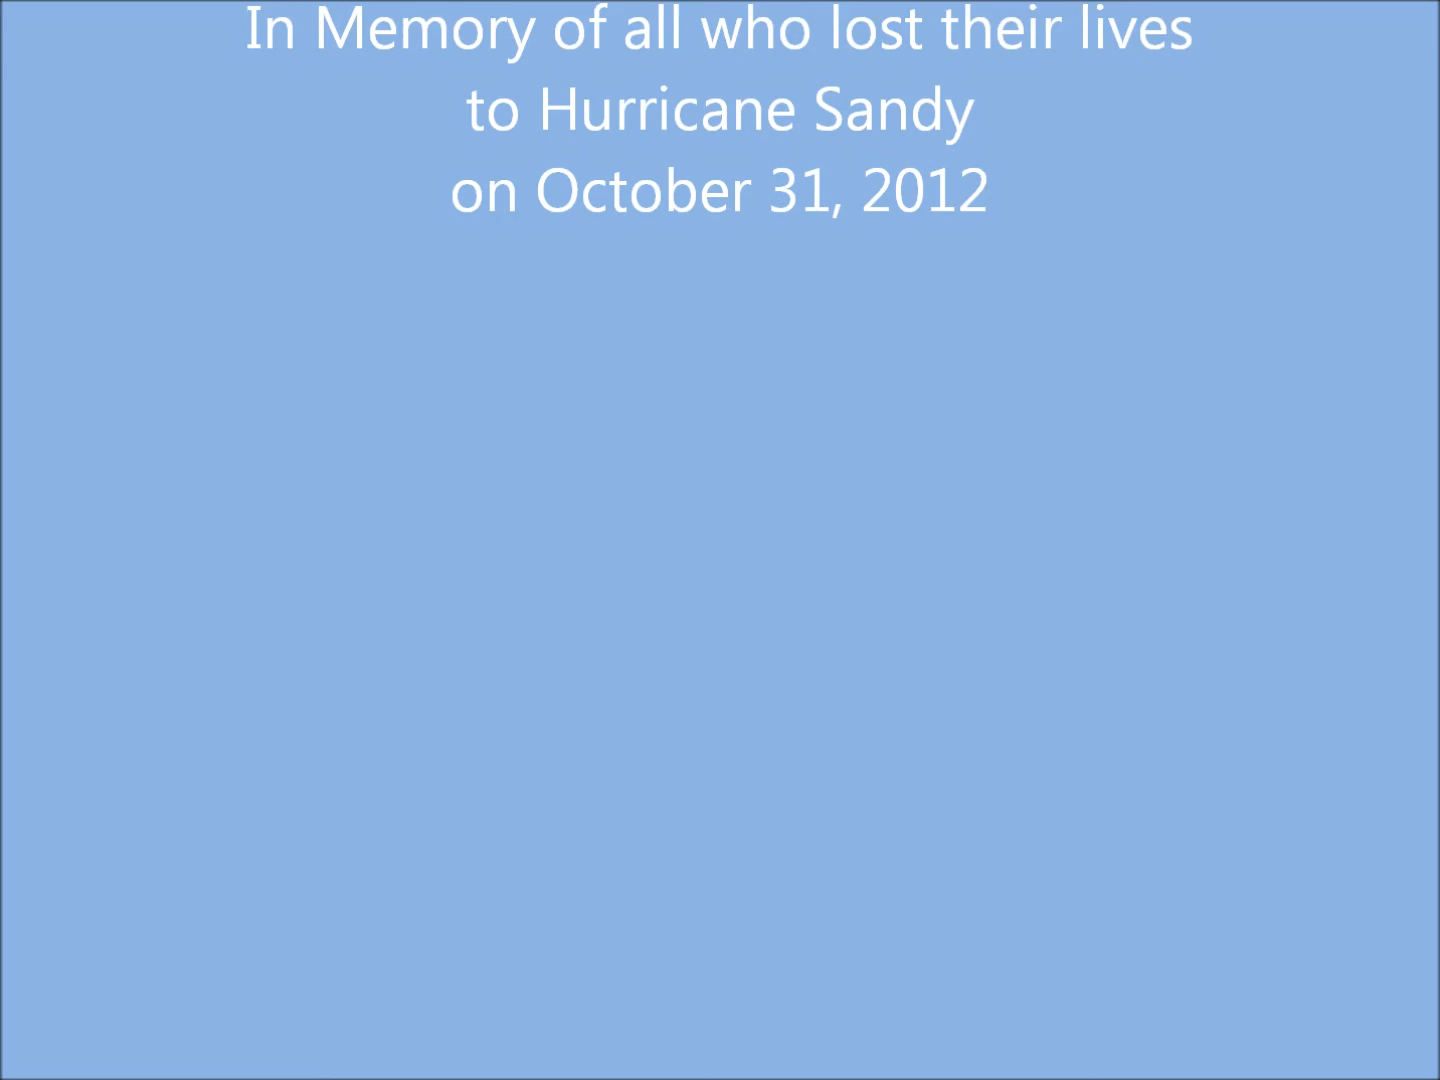 In Memory of all who lost their lives
to Hurricane Sandy
on October 31, 2012